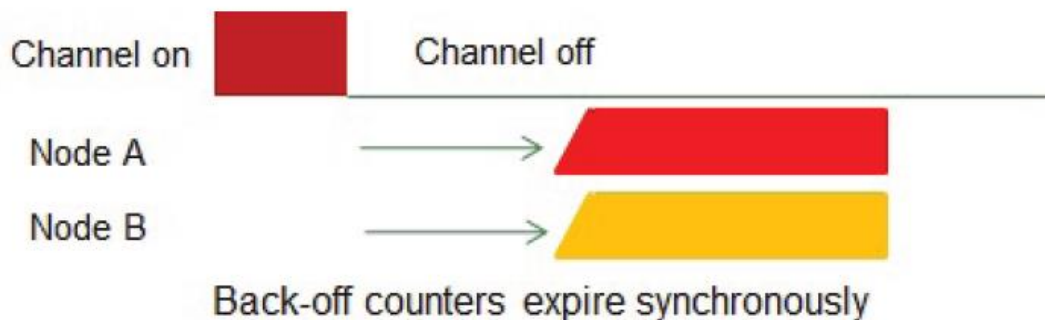 Channel on
Channel off
Node A
Node B
Back-off counters expire synchronously